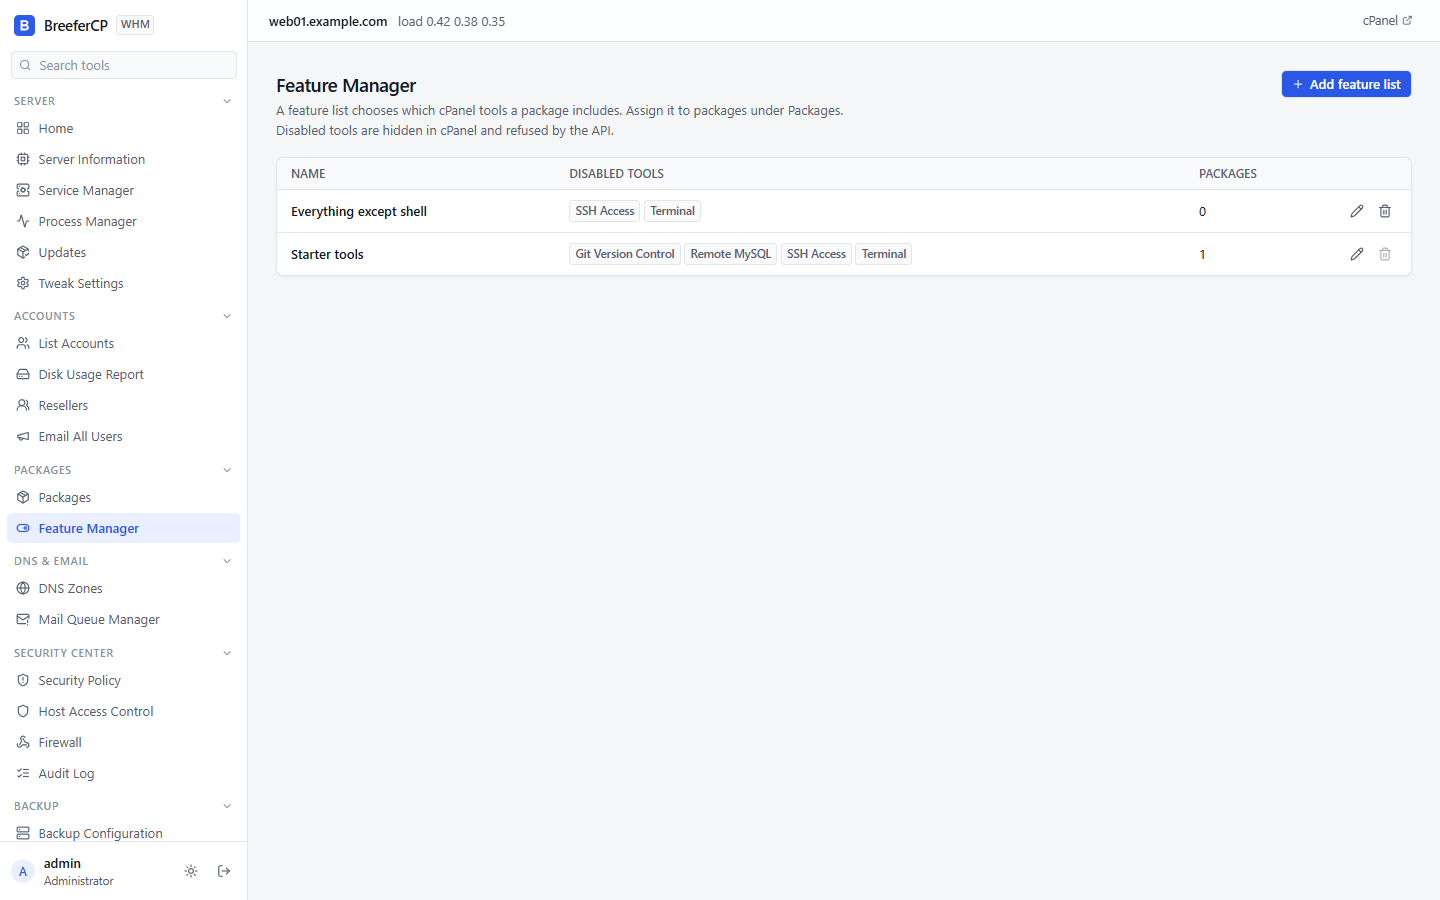 B BreeferCP WHM
Search tools
SERVER
Home
Server Information
Service Manager
Process Manager
Updates
Tweak Settings
ACCOUNTS
List Accounts
Disk Usage Report
Resellers
Email All Users
PACKAGES
Packages
Feature Manager
DNS & EMAIL
DNS Zones
Mail Queue Manager
SECURITY CENTER
Security Policy
Host Access Control
Firewall
Audit Log
BACKUP
Backup Configuration
A admin
Administrator
web01.example.com load 0.42 0.38 0.35 cPanel
Feature Manager
A feature list chooses which cPanel tools a package includes. Assign it to packages under Packages.
Disabled tools are hidden in cPanel and refused by the API.
+ Add feature list
NAME DISABLED TOOLS PACKAGES
Everything except shell SSH Access Terminal 0
Starter tools Git Version Control Remote MySQL SSH Access Terminal 1